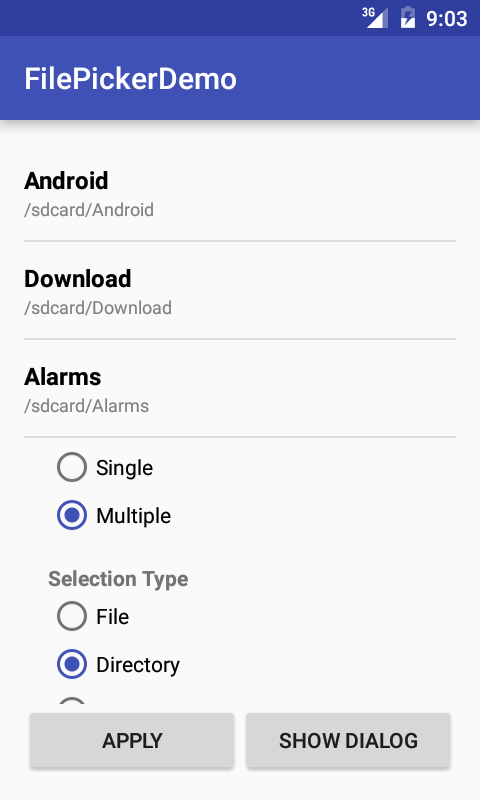 3G 9:03
FilePickerDemo
Android
/sdcard/Android
Download
/sdcard/Download
Alarms
/sdcard/Alarms
Single
Multiple
Selection Type
File
Directory
APPLY SHOW DIALOG